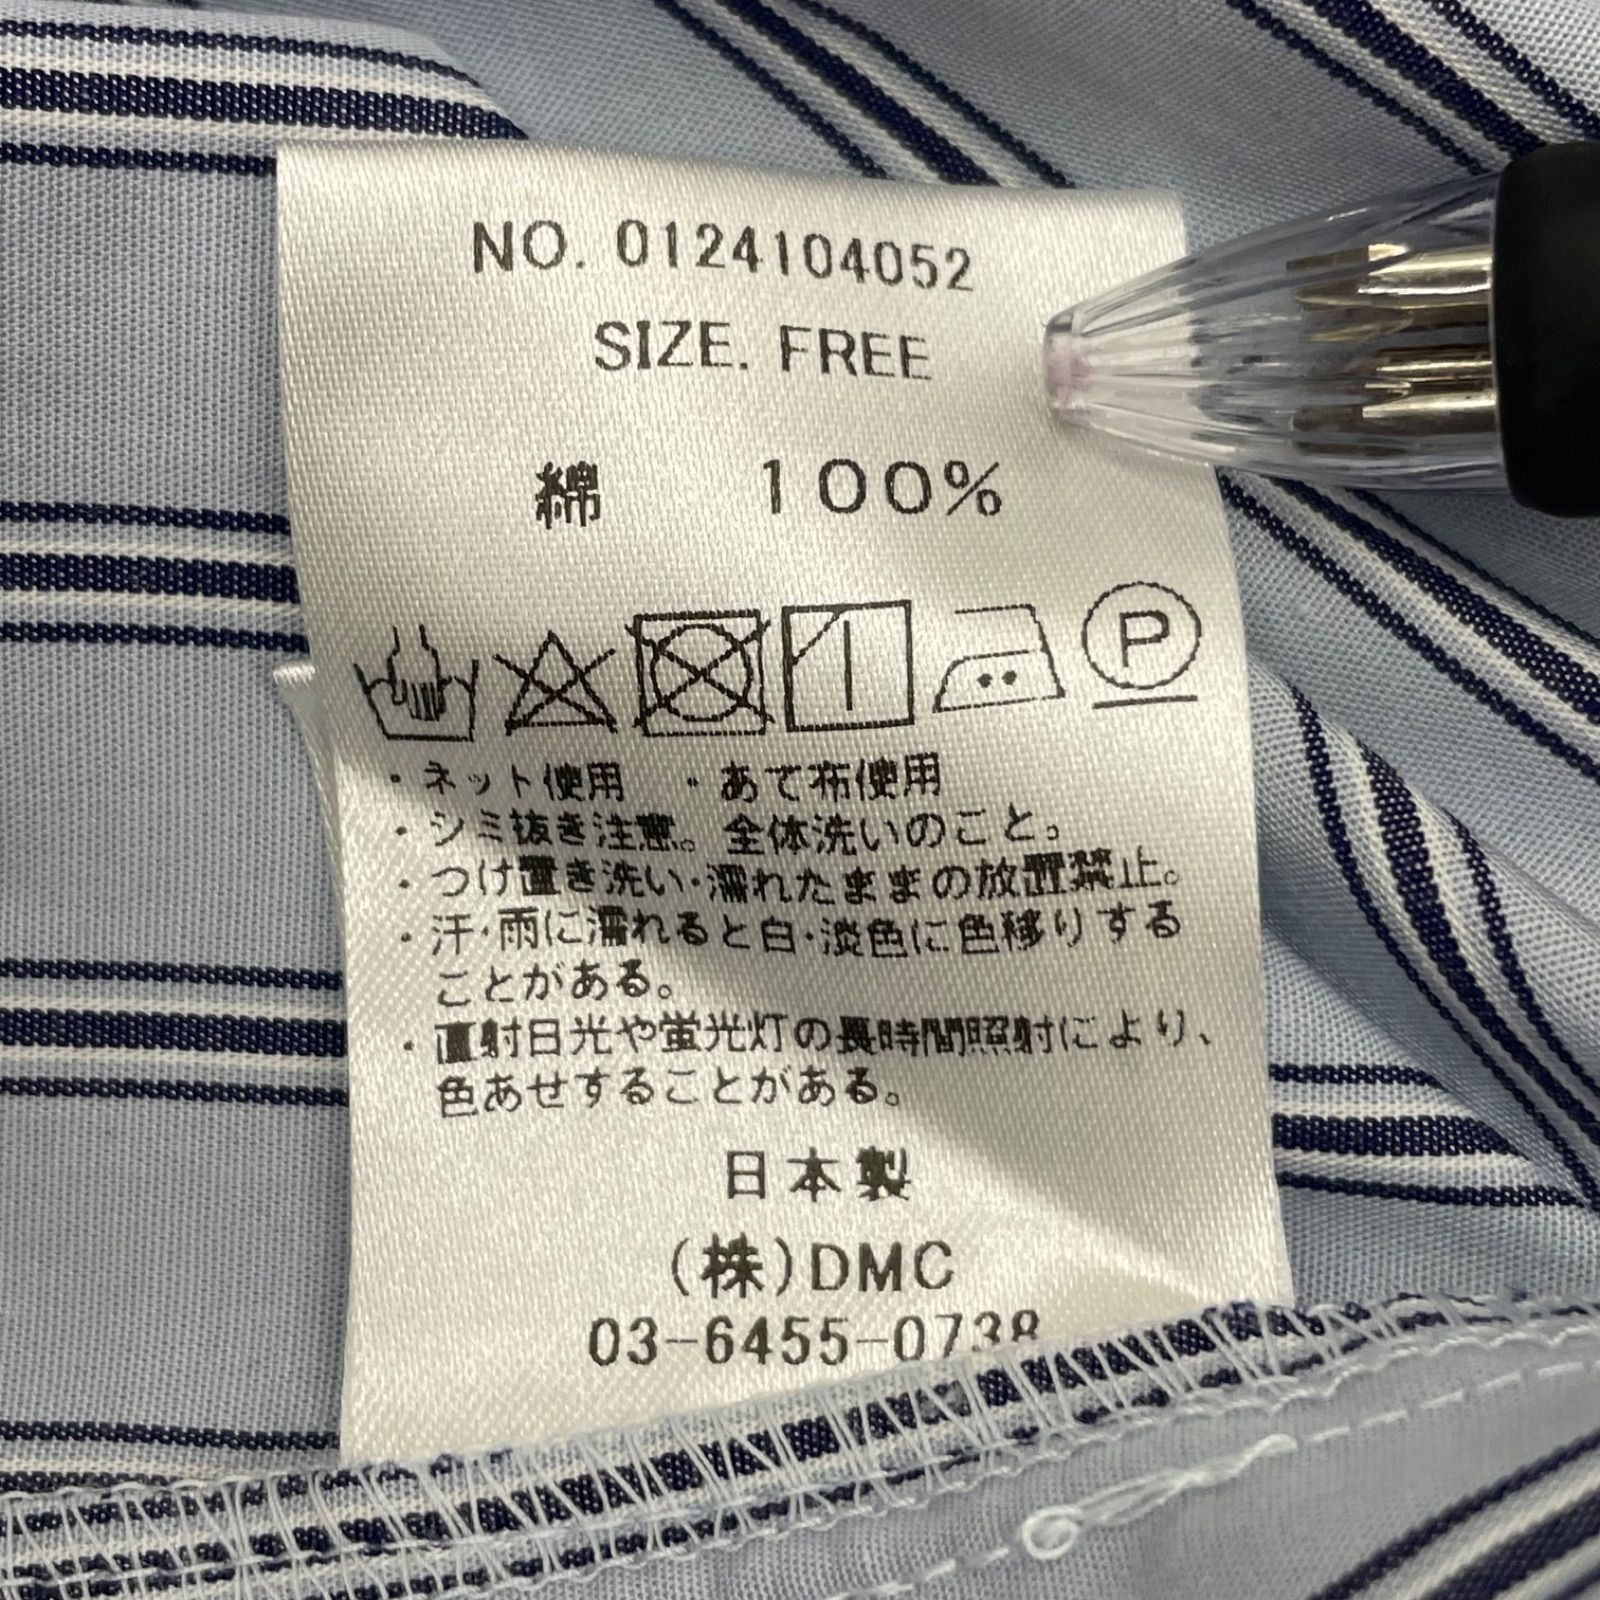 NO. 0124104052
SIZE. FREE
綿 100%
P
・ネット使用 ・あて布使用
・シミ抜き注意。全体洗いのこと。
・つけ置き洗い・濡れたままの放置禁止。
・汗・雨に濡れると白・淡色に色移りする
ことがある。
・直射日光や蛍光灯の長時間照射により、
色あせすることがある。
日本製
(株)DMC
03-6455-0738